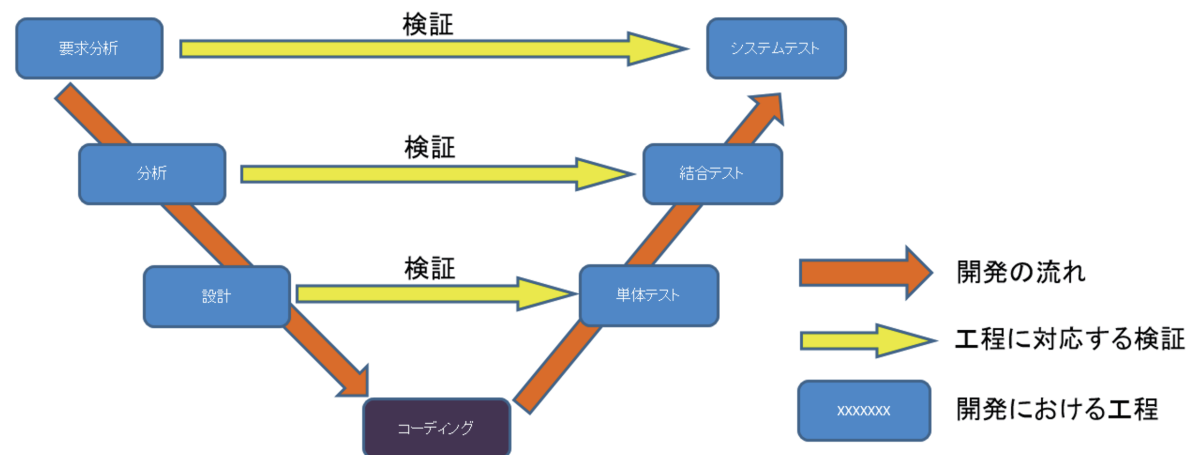 検証
要求分析
システムテスト
検証
分析
結合テスト
検証
設計
単体テスト
コーディング
開発の流れ
工程に対応する検証
xxxxxxx
開発における工程